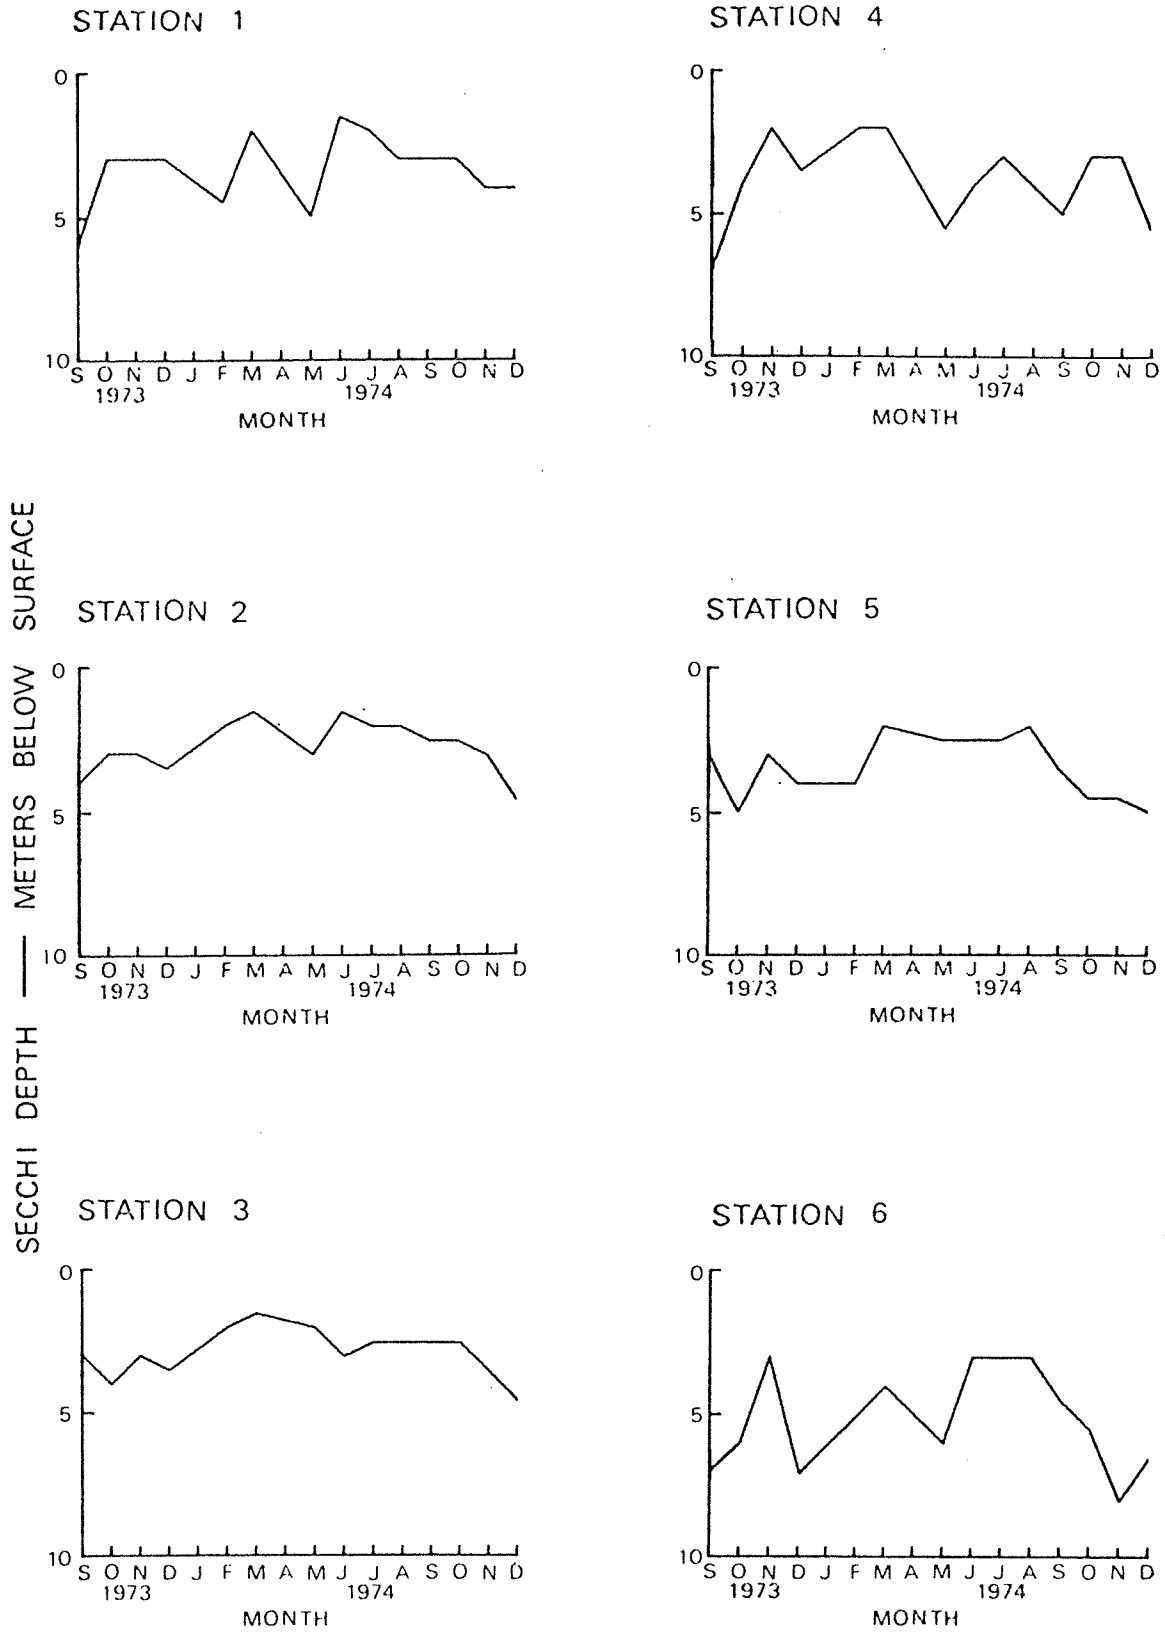 SECCHI DEPTH — METERS BELOW SURFACE
STATION 1
0
5
10
S O N D J F M A M J J A S O N D
1973 1974
MONTH
STATION 4
0
5
10
S O N D J F M A M J J A S O N D
1973 1974
MONTH
STATION 2
0
5
10
S O N D J F M A M J J A S O N D
1973 1974
MONTH
STATION 5
0
5
10
S O N D J F M A M J J A S O N D
1973 1974
MONTH
STATION 3
0
5
10
S O N D J F M A M J J A S O N D
1973 1974
MONTH
STATION 6
0
5
10
S O N D J F M A M J J A S O N D
1973 1974
MONTH